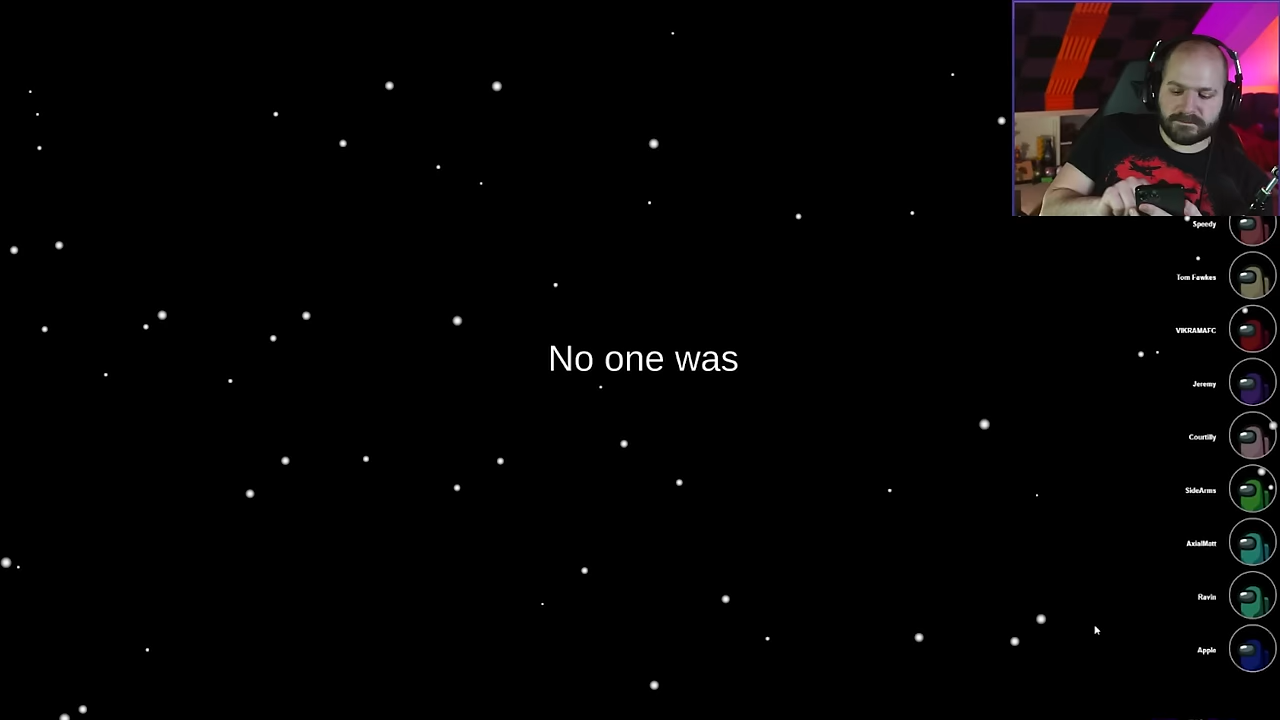 No one was
Speedy
Tom Fawkes
VIKRAMAFC
Jeremy
Courtilly
SideArms
AxialMatt
Ravin
Apple